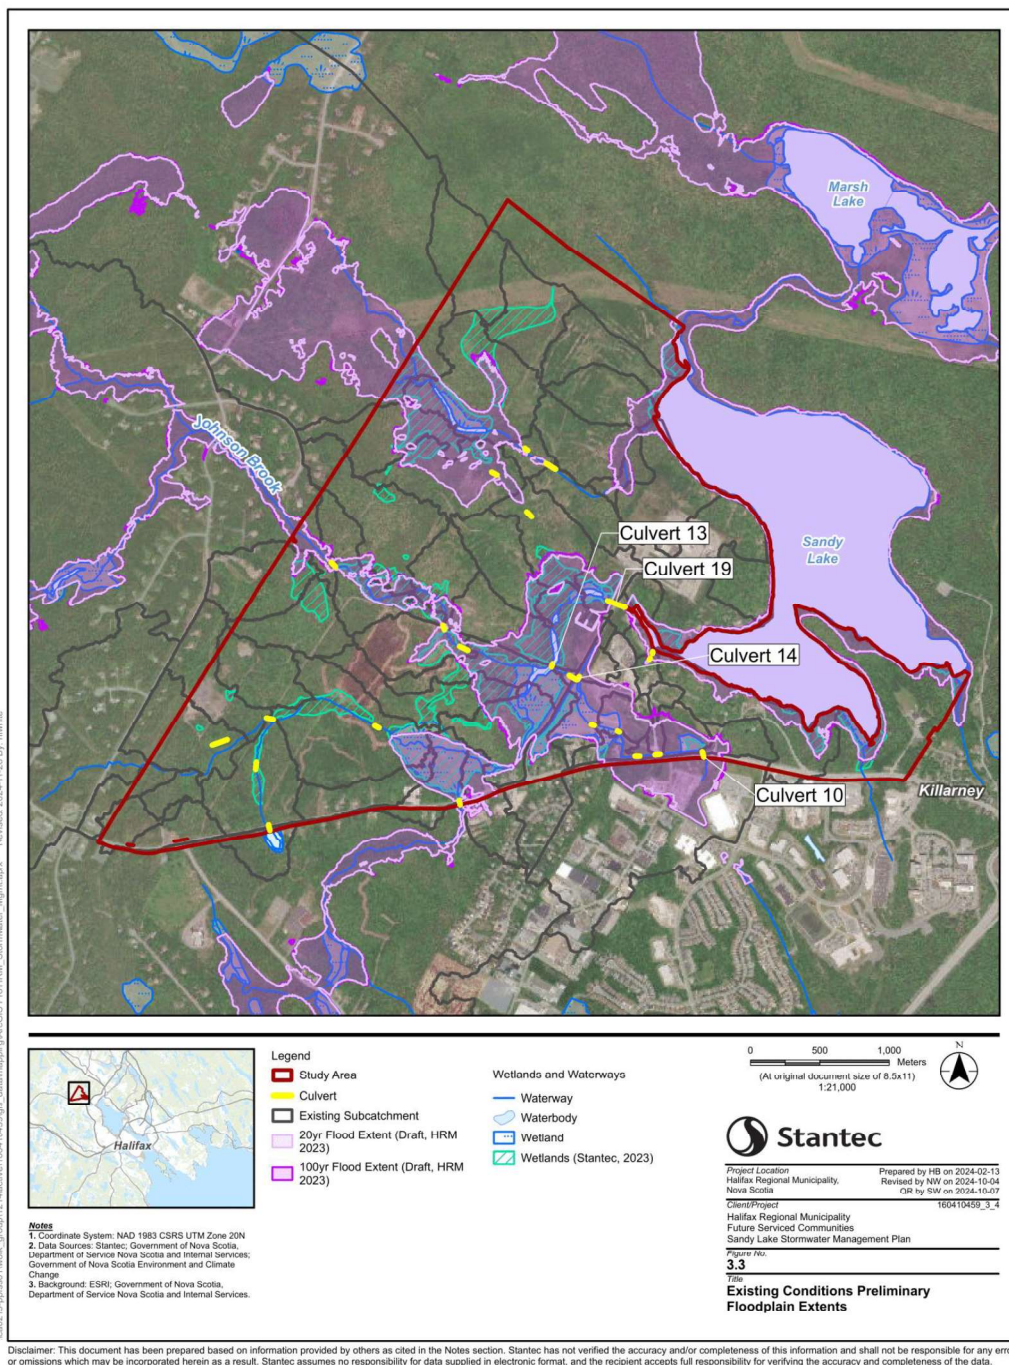 Marsh
Lake
Johnson Brook
Sandy
Lake
Culvert 13
Culvert 19
Culvert 14
Culvert 10
Killarney
Halifax
Legend
Study Area
Culvert
Existing Subcatchment
20yr Flood Extent (Draft, HRM
2023)
100yr Flood Extent (Draft, HRM
2023)
Wetlands and Waterways
Waterway
Waterbody
Wetland
Wetlands (Stantec, 2023)
0 500 1,000
Meters
(At original document size of 8.5x11)
1:21,000
N
Stantec
Project Location
Halifax Regional Municipality,
Nova Scotia
Prepared by HB on 2024-02-13
Revised by NW on 2024-10-04
QR by SW on 2024-10-07
Client/Project 160410459_3_4
Halifax Regional Municipality
Future Serviced Communities
Sandy Lake Stormwater Management Plan
Figure No.
3.3
Title
Existing Conditions Preliminary
Floodplain Extents
Notes
1. Coordinate System: NAD 1983 CSRS UTM Zone 20N
2. Data Sources: Stantec; Government of Nova Scotia,
Department of Service Nova Scotia and Internal Services;
Government of Nova Scotia Environment and Climate
Change
3. Background: ESRI; Government of Nova Scotia,
Department of Service Nova Scotia and Internal Services.
Disclaimer: This document has been prepared based on information provided by others as cited in the Notes section. Stantec has not verified the accuracy and/or completeness of this information and shall not be responsible for any erro
or omissions which may be incorporated herein as a result. Stantec assumes no responsibility for data supplied in electronic format, and the recipient accepts full responsibility for verifying the accuracy and completeness of the data.